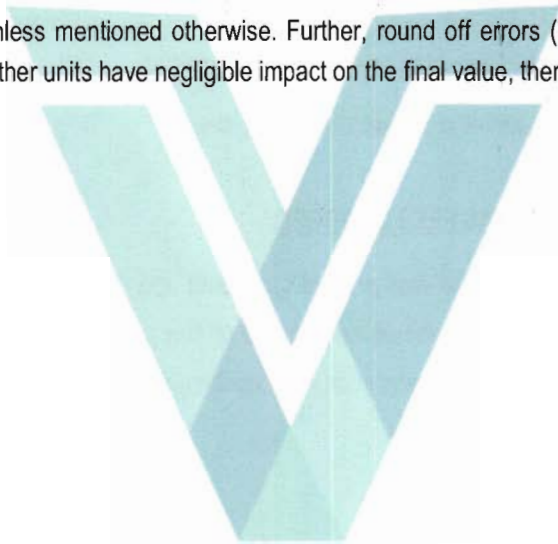 nless mentioned otherwise. Further, round off errors (
ther units have negligible impact on the final value, ther